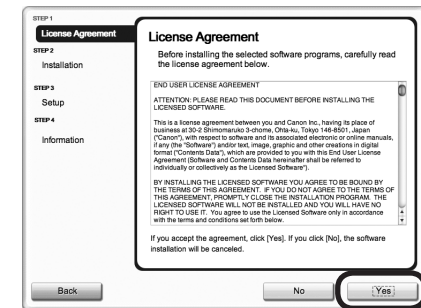 STEP 1
License Agreement
STEP 2
Installation
STEP 3
Setup
STEP 4
Information
License Agreement
Before installing the selected software programs, carefully read
the license agreement below.
END USER LICENSE AGREEMENT
ATTENTION: PLEASE READ THIS DOCUMENT BEFORE INSTALLING THE
LICENSED SOFTWARE.
This is a license agreement between you and Canon Inc., having its place of
business at 30-2 Shimomaruko 3-chome, Ohta-ku, Tokyo 146-8501, Japan
("Canon"), with respect to software and its associated electronic or online manuals,
if any (the "Software") and/or text, image, graphic and other creations in digital
format ("Contents Data"), which are provided to you with this End User License
Agreement (Software and Contents Data hereinafter shall be referred to
individually or collectively as the Licensed Software").
BY INSTALLING THE LICENSED SOFTWARE YOU AGREE TO BE BOUND BY
THE TERMS OF THIS AGREEMENT. IF YOU DO NOT AGREE TO THE TERMS OF
THIS AGREEMENT, PROMPTLY CLOSE THE INSTALLATION PROGRAM. THE
LICENSED SOFTWARE WILL NOT BE INSTALLED AND YOU WILL HAVE NO
RIGHT TO USE IT. You agree to use the Licensed Software only in accordance
with the terms and conditions set forth below.
If you accept the agreement, click [Yes]. If you click [No], the software
installation will be canceled.
Back
No
Yes